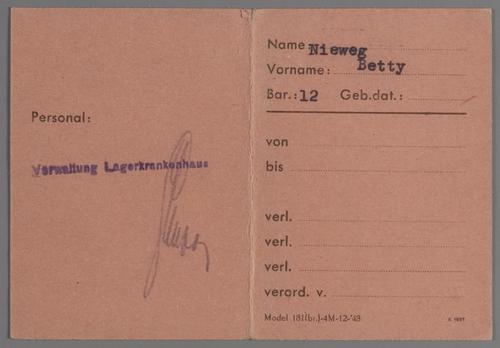 Personal:
Verwaltung Lagerkrankenhaus
Name Nieweg
Vorname: Betty
Bar.: 12 Geb.dat.:
von
bis
verl.
verl.
verl.
verord. v.
Model 181(br.)-4M-12-'43